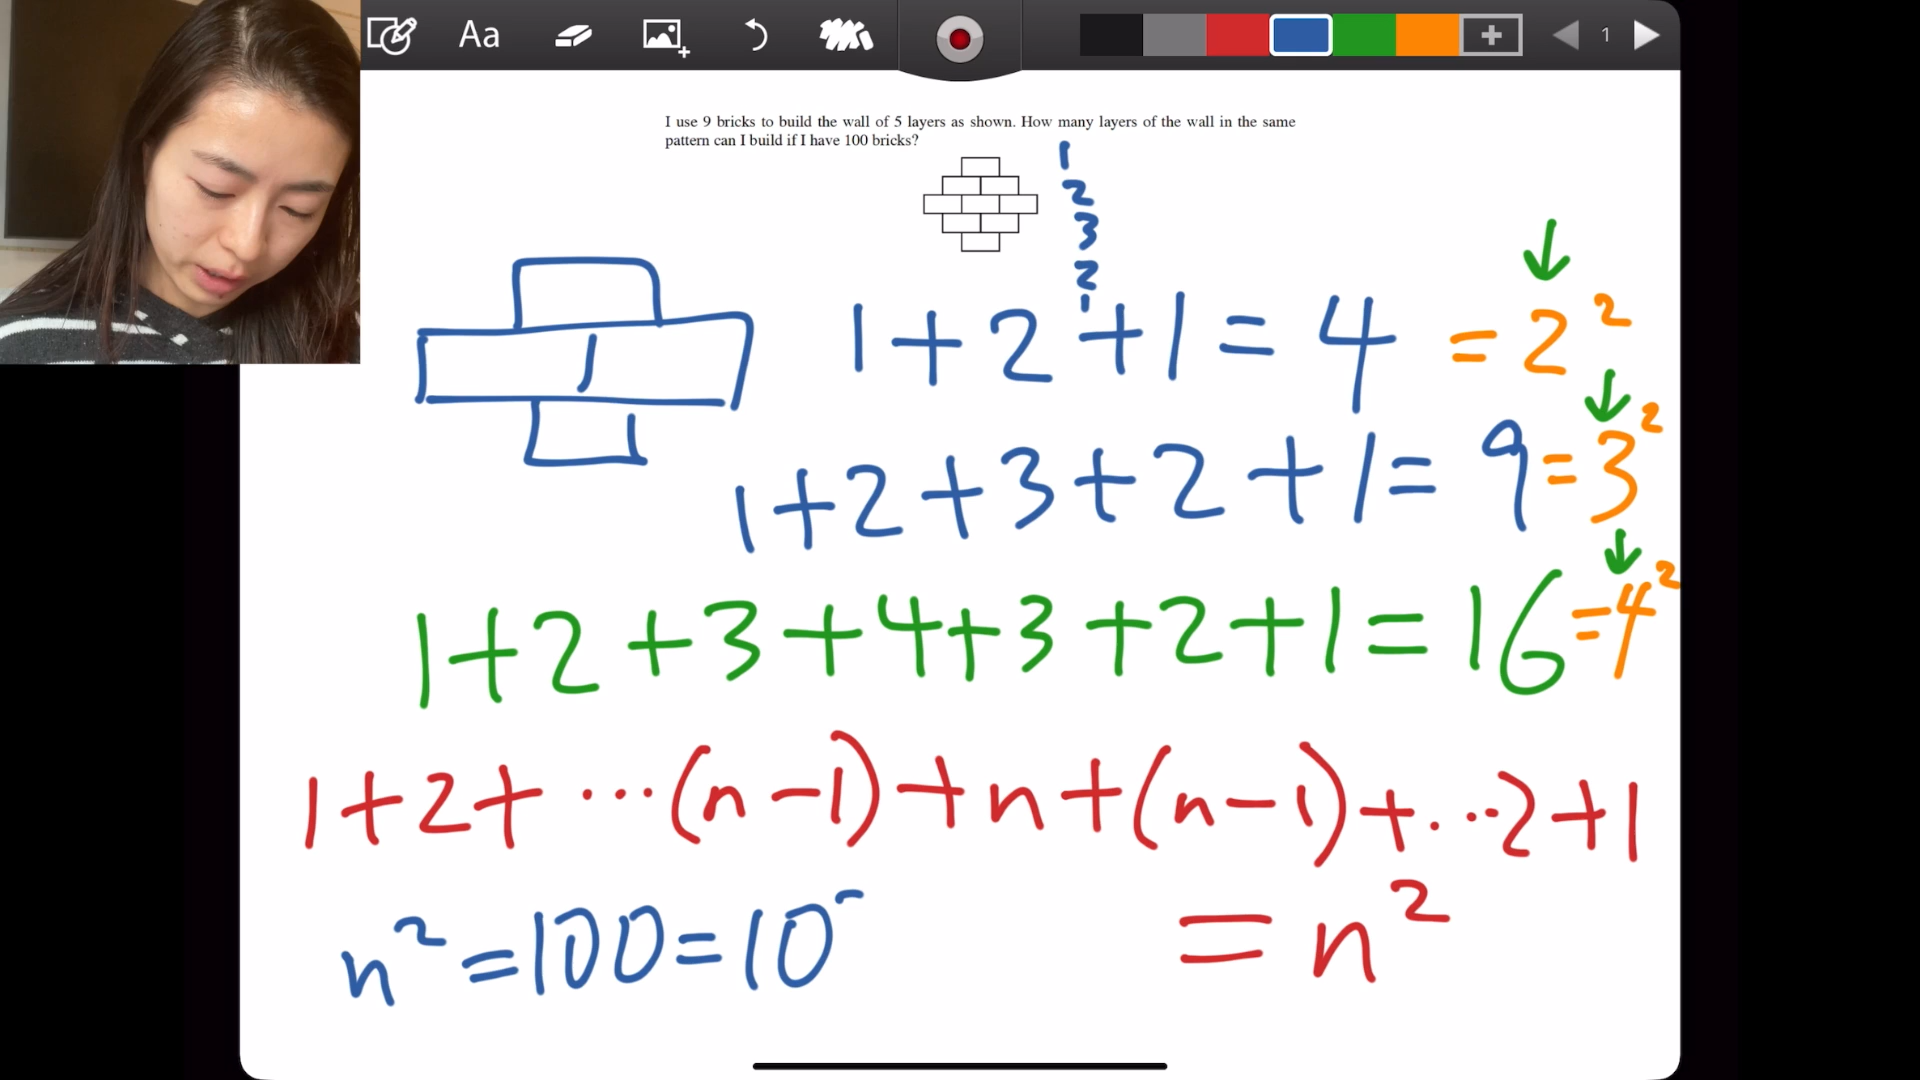 Aa
1
I use 9 bricks to build the wall of 5 layers as shown. How many layers of the wall in the same
pattern can I build if I have 100 bricks?
1
2
3
2
1
1+2+1=4 =2²
1+2+3+2+1=9=3²
1+2+3+4+3+2+1=16=4²
1+2+···(n-1)+n+(n-1)+···2+1
=n²
n²=100=10